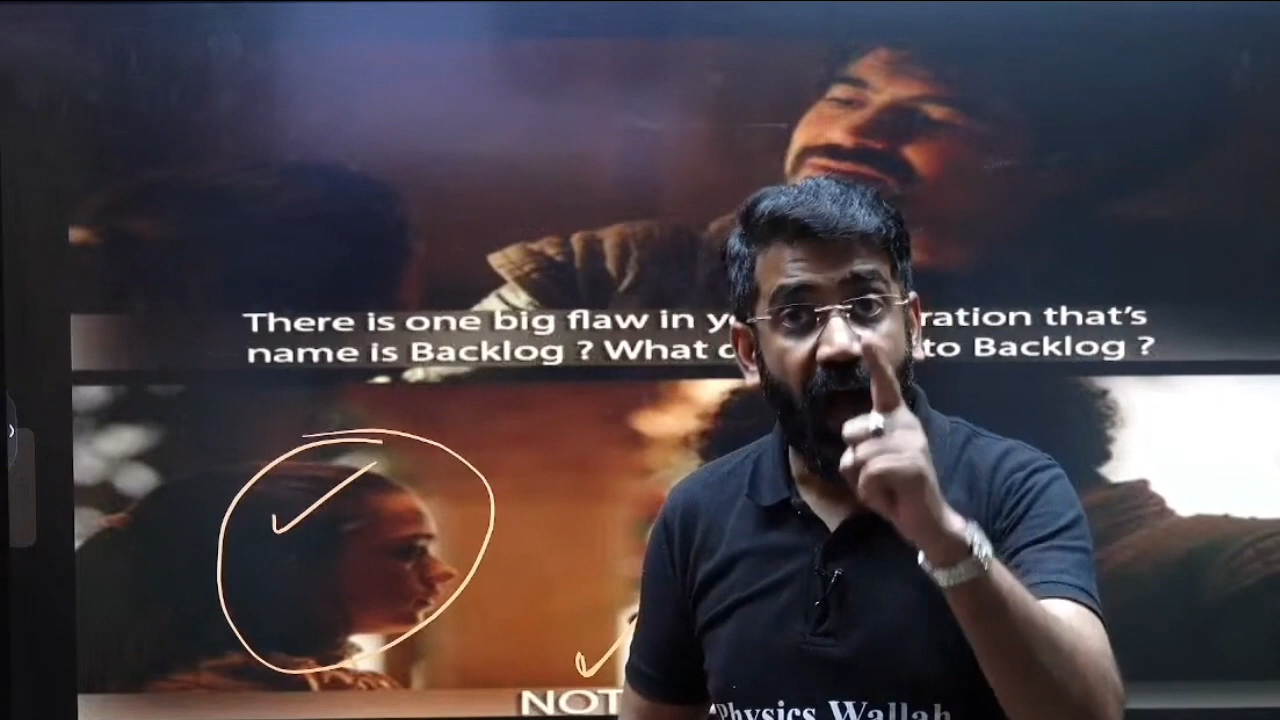 There is one big flaw in ration that's
name is Backlog ? What to Backlog ?
NOT
Physics Wallah